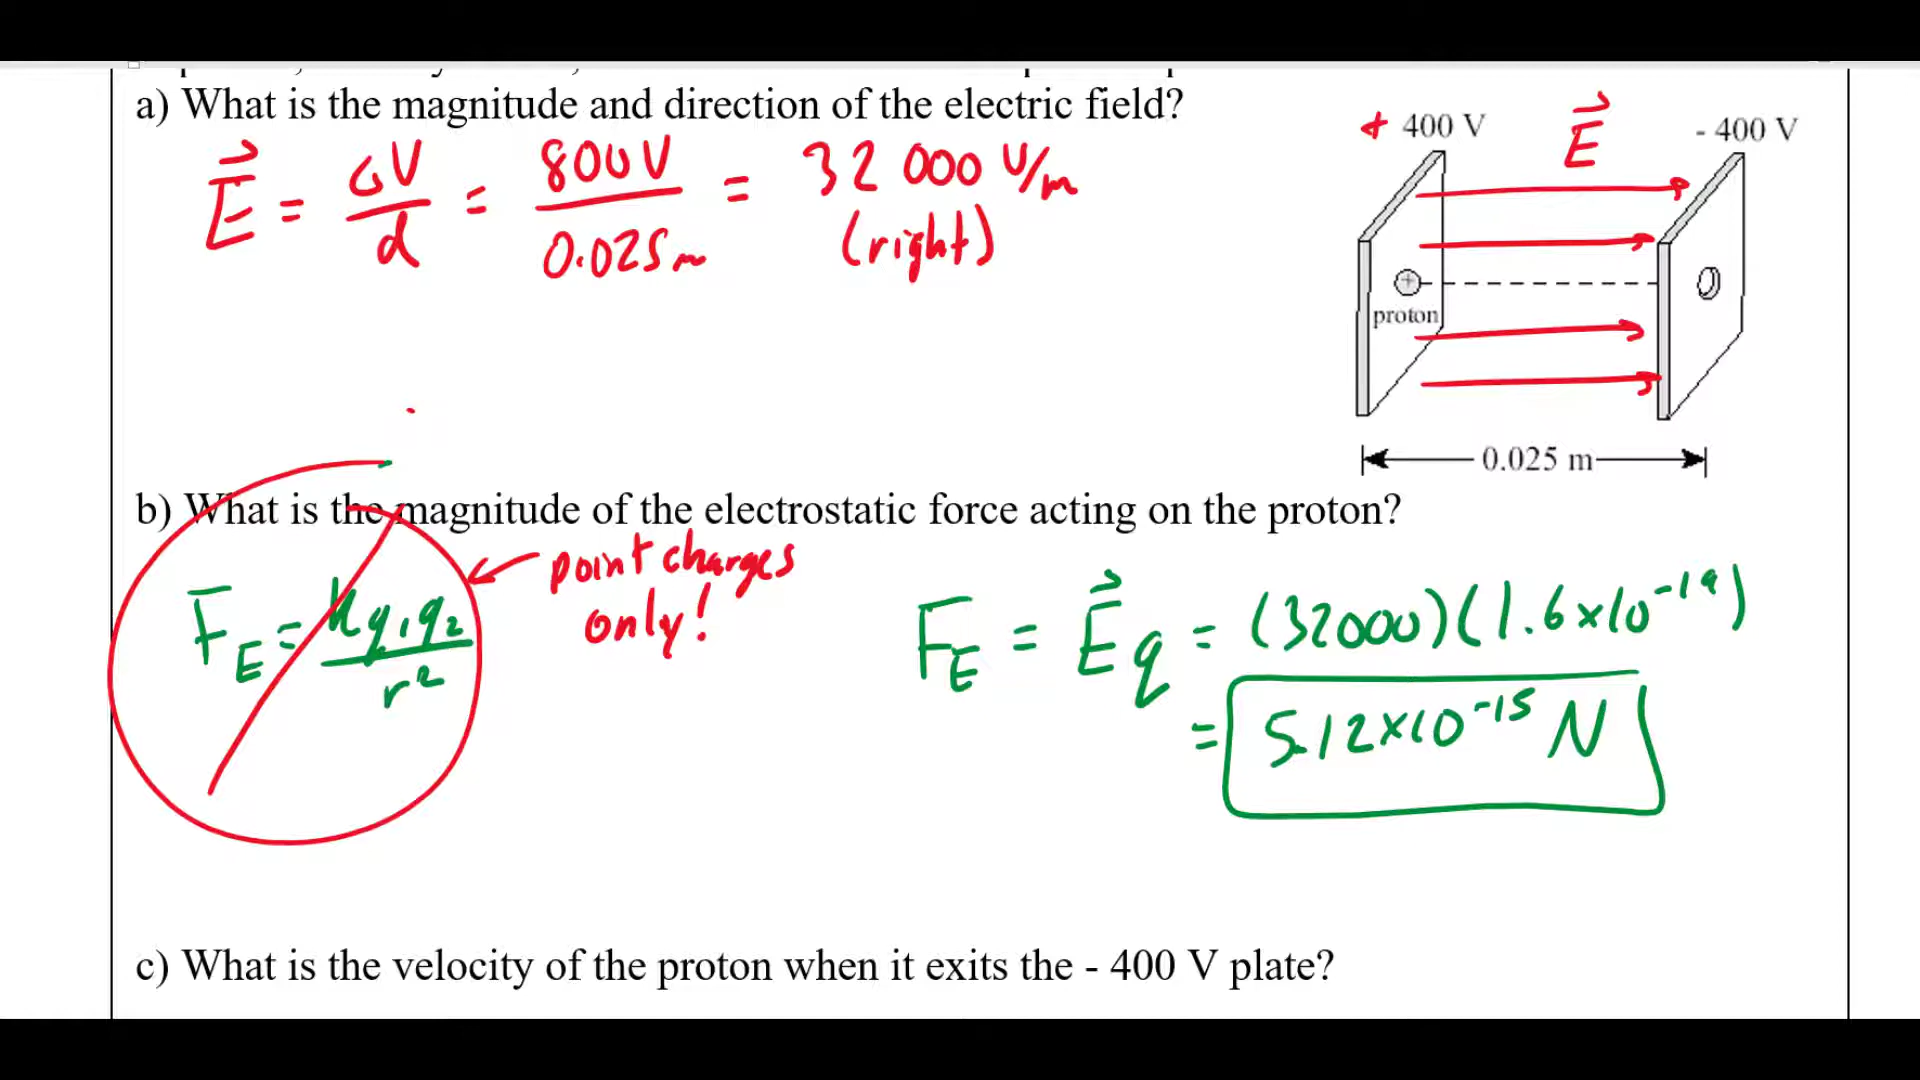 a) What is the magnitude and direction of the electric field?
E⃗ = ΔV/d = 800V/0.025m = 32 000 V/m
(right)
+ 400 V
E⃗
- 400 V
+
proton
0.025 m
b) What is the magnitude of the electrostatic force acting on the proton?
F_E = kq₁q₂/r²
point charges
only!
F_E = E⃗q = (32000)(1.6×10⁻¹⁹)
= 5.12×10⁻¹⁵ N
c) What is the velocity of the proton when it exits the - 400 V plate?